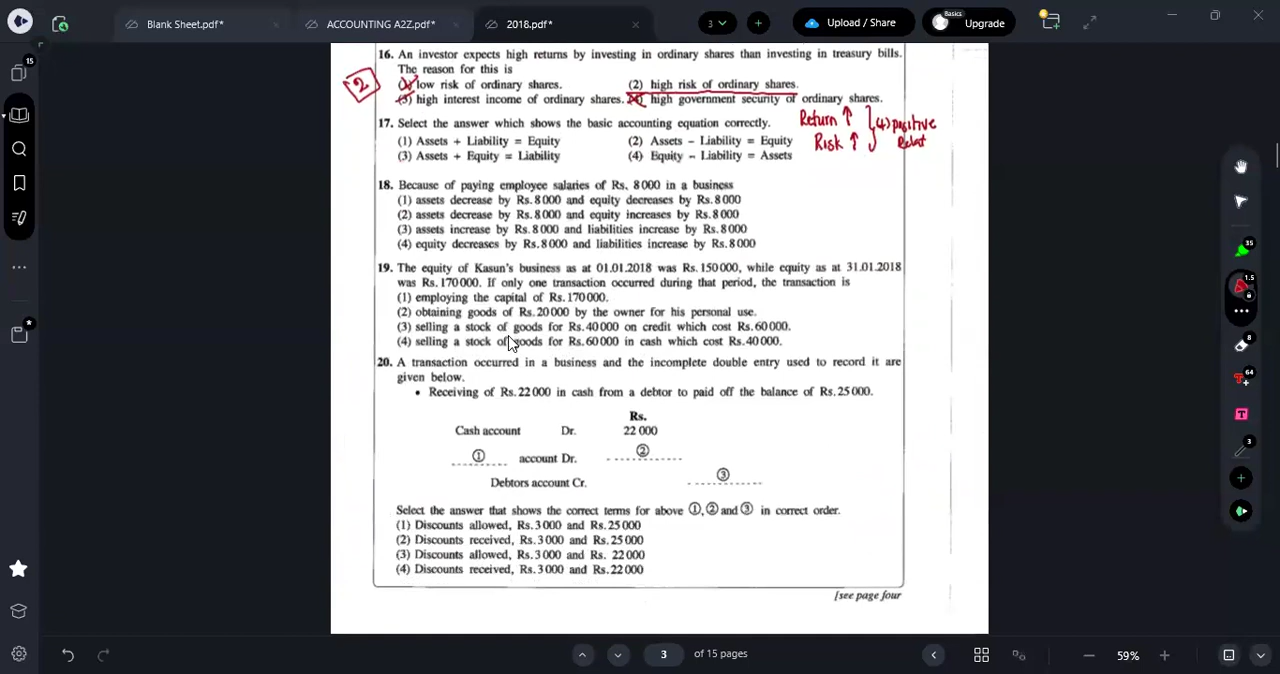 Blank Sheet.pdf*
ACCOUNTING A2Z.pdf*
2018.pdf*
3
Upload / Share
Basics
Upgrade
15
16. An investor expects high returns by investing in ordinary shares than investing in treasury bills.
The reason for this is
2
(1) low risk of ordinary shares. (2) high risk of ordinary shares.
(3) high interest income of ordinary shares. (4) high government security of ordinary shares.
Return ↑
Risk ↑
(+) positive
Relat
17. Select the answer which shows the basic accounting equation correctly.
(1) Assets + Liability = Equity (2) Assets - Liability = Equity
(3) Assets + Equity = Liability (4) Equity - Liability = Assets
18. Because of paying employee salaries of Rs. 8 000 in a business
(1) assets decrease by Rs. 8 000 and equity decreases by Rs. 8 000
(2) assets decrease by Rs. 8 000 and equity increases by Rs. 8 000
(3) assets increase by Rs. 8 000 and liabilities increase by Rs. 8 000
(4) equity decreases by Rs. 8 000 and liabilities increase by Rs. 8 000
19. The equity of Kasun's business as at 01.01.2018 was Rs. 150 000, while equity as at 31.01.2018
was Rs. 170 000. If only one transaction occurred during that period, the transaction is
(1) employing the capital of Rs. 170 000.
(2) obtaining goods of Rs. 20 000 by the owner for his personal use.
(3) selling a stock of goods for Rs. 40 000 on credit which cost Rs. 60 000.
(4) selling a stock of goods for Rs. 60 000 in cash which cost Rs. 40 000.
20. A transaction occurred in a business and the incomplete double entry used to record it are
given below.
• Receiving of Rs. 22 000 in cash from a debtor to paid off the balance of Rs. 25 000.
Rs.
Cash account Dr. 22 000
① account Dr. ②
Debtors account Cr. ③
Select the answer that shows the correct terms for above ①, ② and ③ in correct order.
(1) Discounts allowed, Rs. 3 000 and Rs. 25 000
(2) Discounts received, Rs. 3 000 and Rs. 25 000
(3) Discounts allowed, Rs. 3 000 and Rs. 22 000
(4) Discounts received, Rs. 3 000 and Rs. 22 000
[see page four
35
1.5
8
64
T
3
3
of 15 pages
59%